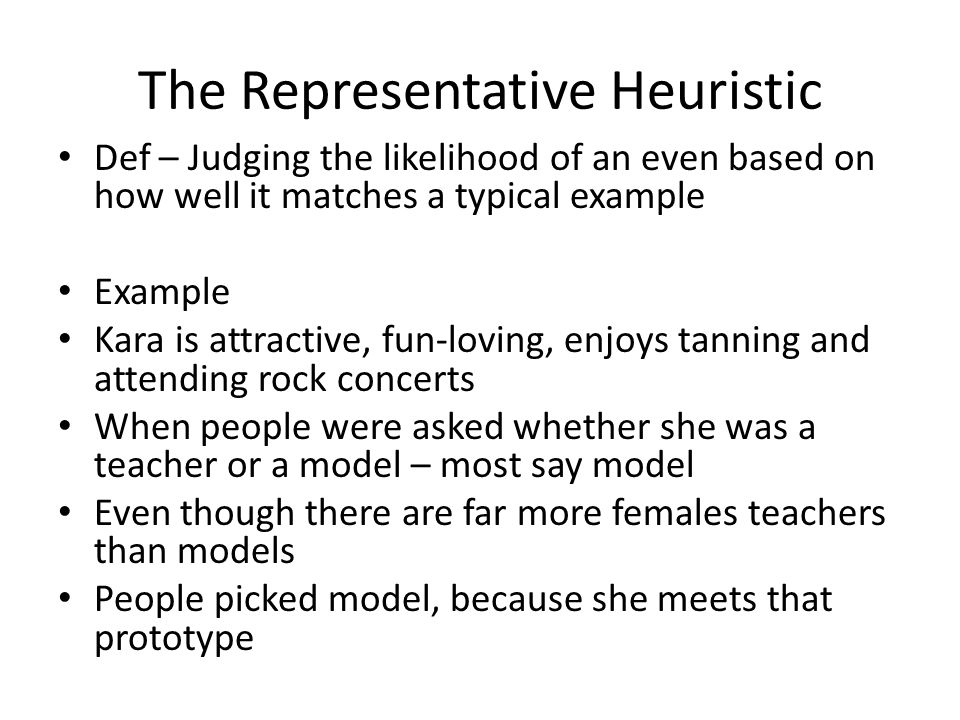 The Representative Heuristic
• Def – Judging the likelihood of an even based on
how well it matches a typical example
• Example
• Kara is attractive, fun-loving, enjoys tanning and
attending rock concerts
• When people were asked whether she was a
teacher or a model – most say model
• Even though there are far more females teachers
than models
• People picked model, because she meets that
prototype